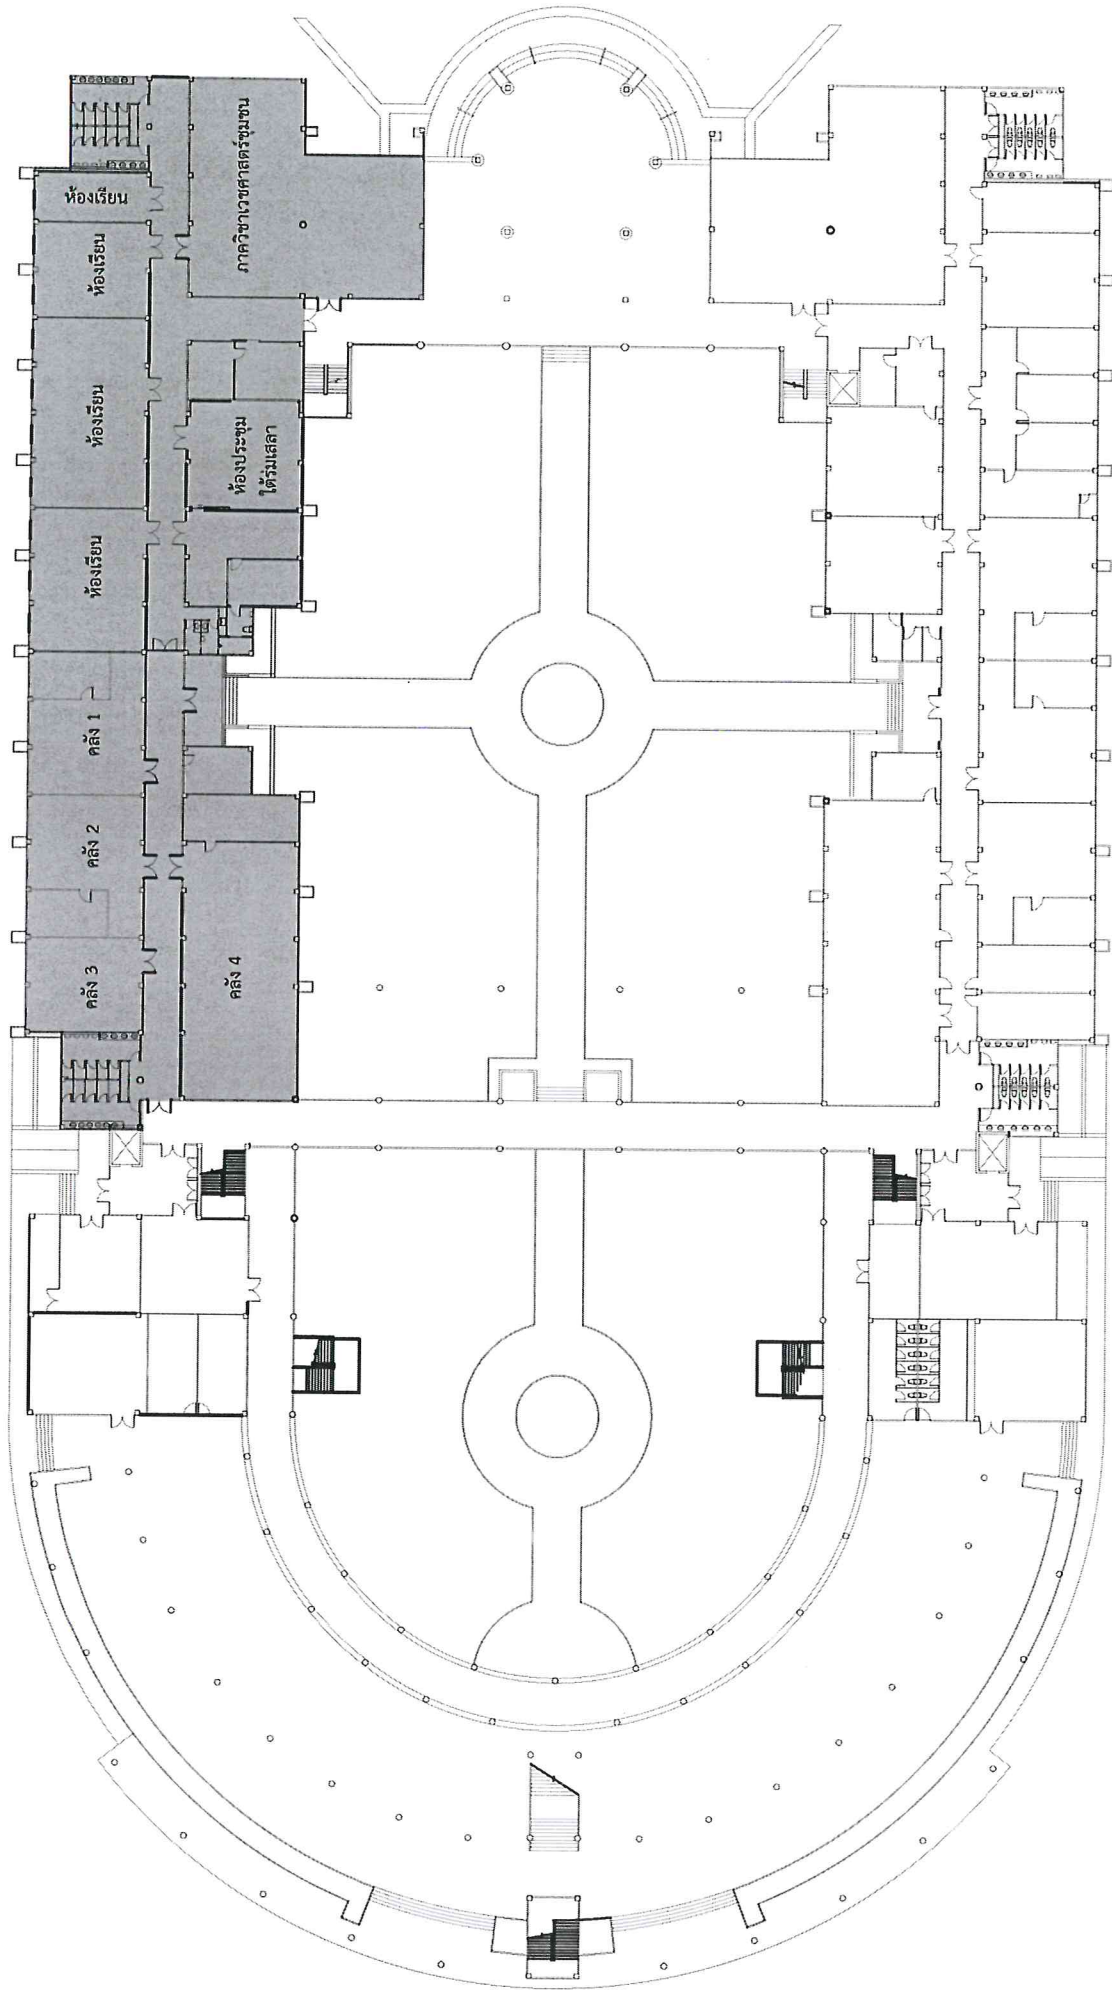 ห้องเรียน
ห้องเรียน
ห้องเรียน
ห้องเรียน
ภาควิชาเวชศาสตร์ชุมชน
ห้องประชุม
ใต้ร่มเสลา
คลัง 1
คลัง 2
คลัง 3
คลัง 4